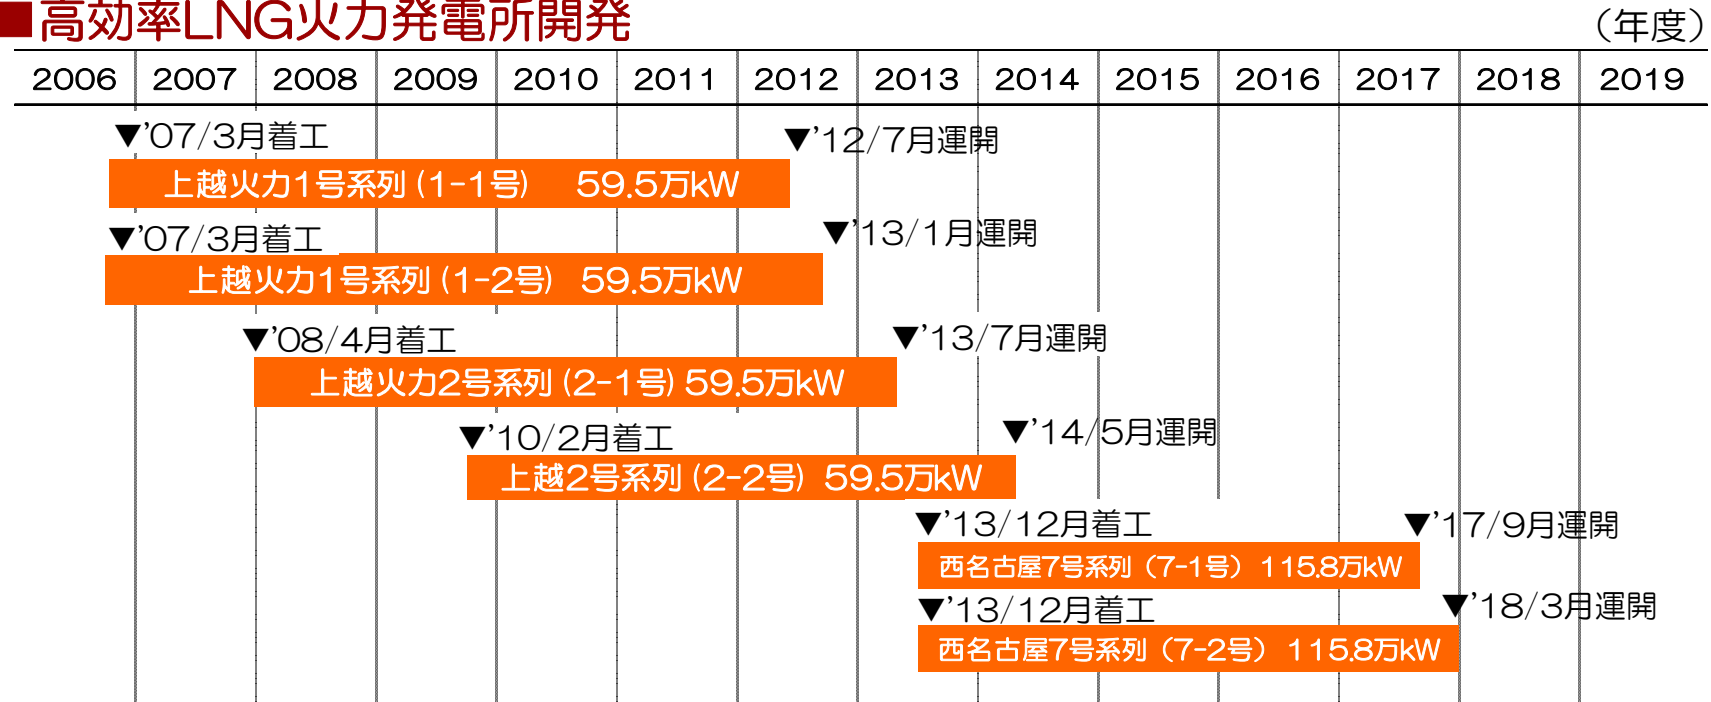 ■高効率LNG火力発電所開発
（年度）
2006 2007 2008 2009 2010 2011 2012 2013 2014 2015 2016 2017 2018 2019
▼'07/3月着工 ▼'12/7月運開
上越火力1号系列 (1-1号) 59.5万kW
▼'07/3月着工 ▼'13/1月運開
上越火力1号系列 (1-2号) 59.5万kW
▼'08/4月着工 ▼'13/7月運開
上越火力2号系列 (2-1号) 59.5万kW
▼'10/2月着工 ▼'14/5月運開
上越2号系列 (2-2号) 59.5万kW
▼'13/12月着工 ▼'17/9月運開
西名古屋7号系列（7-1号） 115.8万kW
▼'13/12月着工 ▼'18/3月運開
西名古屋7号系列（7-2号） 115.8万kW